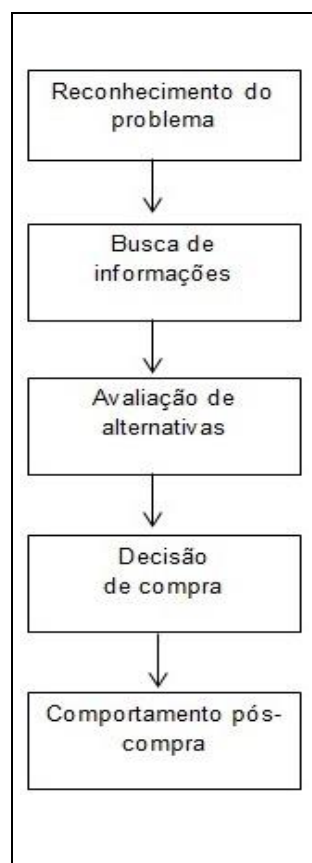 Reconhecimento do
problema
Busca de
informações
Avaliação de
alternativas
Decisão
de compra
Comportamento pós-
compra